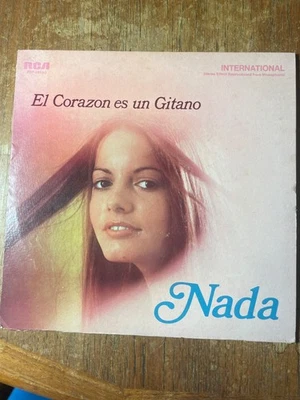 RCA
INTERNATIONAL
El Corazon es un Gitano
Nada